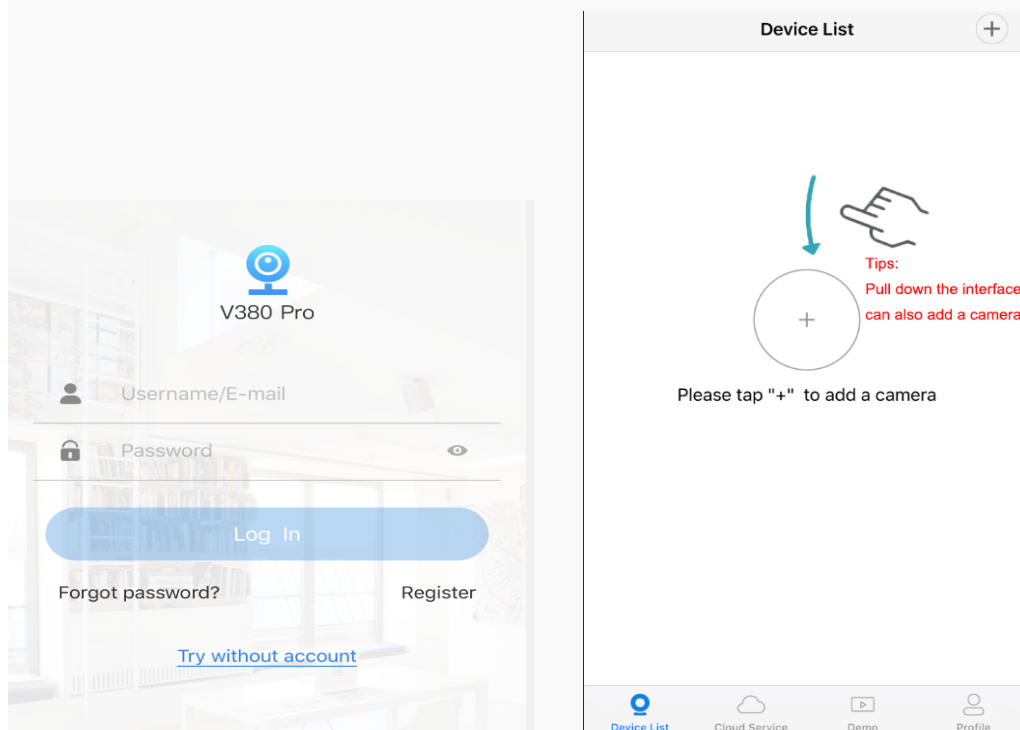 V380 Pro
Username/E-mail
Password
Log In
Forgot password?
Register
Try without account
Device List
Tips:
Pull down the interface
can also add a camera
Please tap "+" to add a camera
Device List
Cloud Service
Demo
Profile